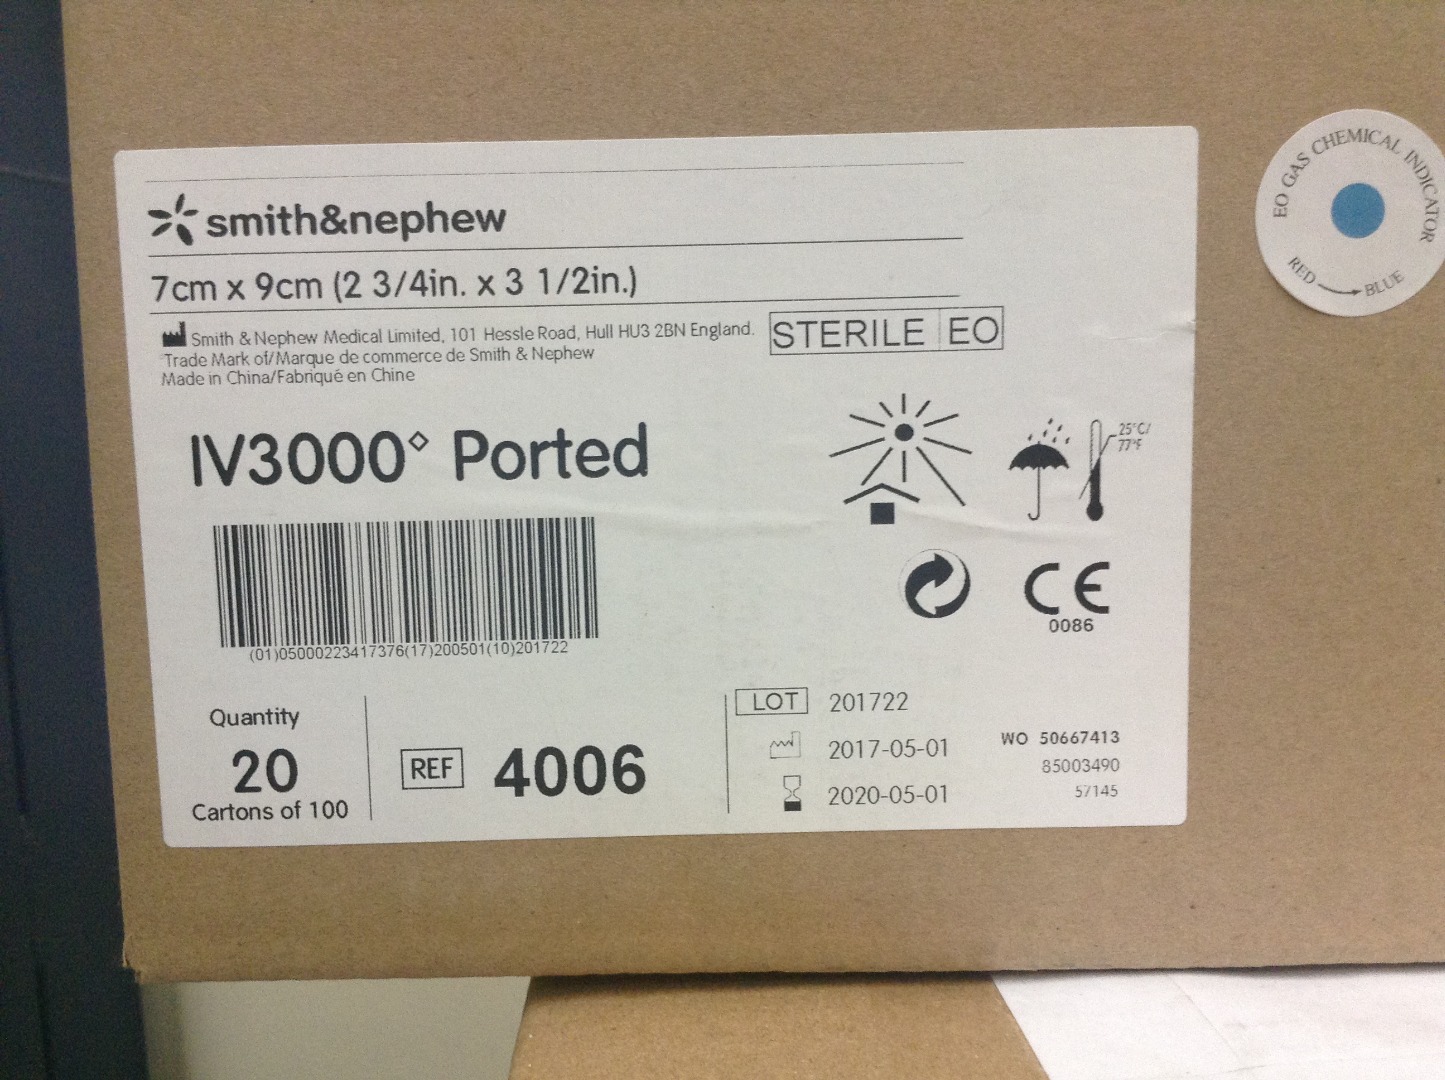 smith&nephew
7cm x 9cm (2 3/4in. x 3 1/2in.)
Smith & Nephew Medical Limited, 101 Hessle Road, Hull HU3 2BN England.
Trade Mark of/Marque de commerce de Smith & Nephew
Made in China/Fabriqué en Chine
STERILE EO
IV3000◊ Ported
25°C/
77°F
(01)05000223417376(17)200501(10)201722
CE
0086
Quantity
20
Cartons of 100
REF 4006
LOT 201722
2017-05-01
2020-05-01
WO 50667413
85003490
57145
EO GAS CHEMICAL INDICATOR
RED → BLUE